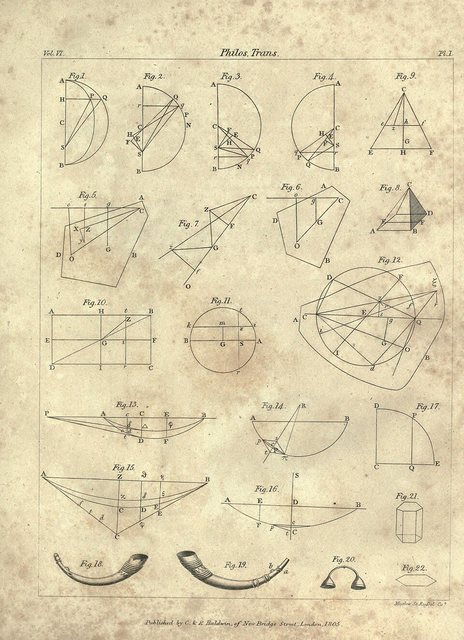 Vol. VI.
Philos. Trans.
Pl. I.
Fig. 1
Fig. 2.
Fig. 3.
Fig. 4.
Fig. 9.
A
H
P
Q
C
S
B
A
Q
r
g
F
C
N
H
E
S
B
A
C
F
E
S
H
Q
P
r
N
B
A
H
C
E
S
Q
P
B
C
e
h
f
G
E
H
F
Fig. 5.
Fig. 7.
Fig. 6.
Fig. 8.
A
C
X
Z
D
O
G
B
C
Z
E
G
O
A
C
G
D
O
B
C
D
A
B
Fig. 12.
D
F
A
C
E
Q
G
O
I
B
d
Fig. 10.
Fig. 11.
A
H
B
Z
E
G
F
D
I
C
k
m
B
G
S
A
Fig. 13.
P
A
C
E
B
D
F
Fig. 14.
A
B
Fig. 17.
D
P
C
Q
E
Fig. 15.
A
Z
B
C
D
C
Fig. 16.
S
A
E
D
B
F
C
Fig. 21.
Fig. 18.
Fig. 19.
b
a
Fig. 20.
Fig. 22.
Published by C. & R. Baldwin, of New Bridge Street, London, 1805